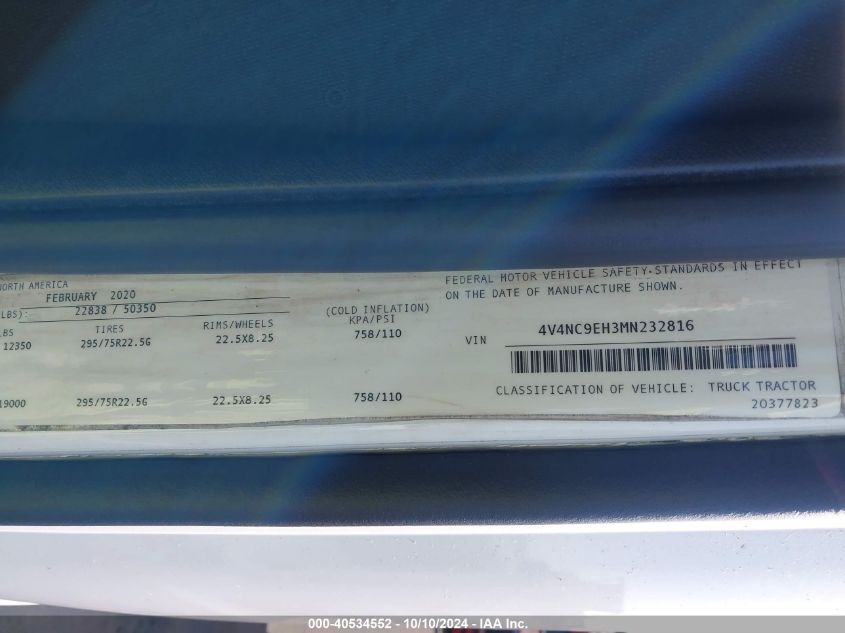 NORTH AMERICA
FEBRUARY 2020
LBS): 22838 / 50350
LBS TIRES RIMS/WHEELS (COLD INFLATION) KPA/PSI
12350 295/75R22.5G 22.5X8.25 758/110
19000 295/75R22.5G 22.5X8.25 758/110
FEDERAL MOTOR VEHICLE SAFETY-STANDARDS IN EFFECT
ON THE DATE OF MANUFACTURE SHOWN.
VIN 4V4NC9EH3MN232816
CLASSIFICATION OF VEHICLE: TRUCK TRACTOR
20377823
000-40534552 - 10/10/2024 - IAA Inc.